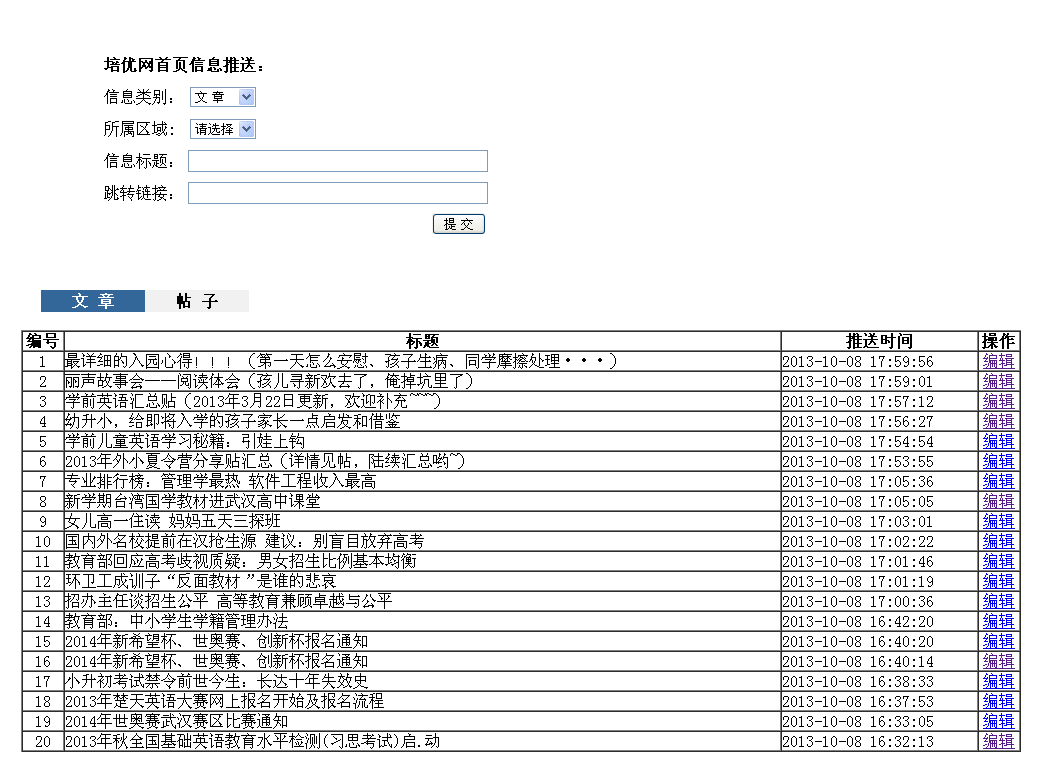 培优网首页信息推送：
信息类别： 文 章
所属区域： 请选择
信息标题：
跳转链接：
提 交
文 章 帖 子
编号 标题 推送时间 操作
1 最详细的入园心得！！！（第一天怎么安慰、孩子生病、同学摩擦处理···） 2013-10-08 17:59:56 编辑
2 丽声故事会——阅读体会（孩儿寻新欢去了，俺掉坑里了） 2013-10-08 17:59:01 编辑
3 学前英语汇总贴（2013年3月22日更新，欢迎补充~~~~） 2013-10-08 17:57:12 编辑
4 幼升小，给即将入学的孩子家长一点启发和借鉴 2013-10-08 17:56:27 编辑
5 学前儿童英语学习秘籍：引娃上钩 2013-10-08 17:54:54 编辑
6 2013年外小夏令营分享贴汇总（详情见帖，陆续汇总哟~） 2013-10-08 17:53:55 编辑
7 专业排行榜：管理学最热 软件工程收入最高 2013-10-08 17:05:36 编辑
8 新学期台湾国学教材进武汉高中课堂 2013-10-08 17:05:05 编辑
9 女儿高一住读 妈妈五天三探班 2013-10-08 17:03:01 编辑
10 国内外名校提前在汉抢生源 建议：别盲目放弃高考 2013-10-08 17:02:22 编辑
11 教育部回应高考歧视质疑：男女招生比例基本均衡 2013-10-08 17:01:46 编辑
12 环卫工成训子“反面教材”是谁的悲哀 2013-10-08 17:01:19 编辑
13 招办主任谈招生公平 高等教育兼顾卓越与公平 2013-10-08 17:00:36 编辑
14 教育部：中小学生学籍管理办法 2013-10-08 16:42:20 编辑
15 2014年新希望杯、世奥赛、创新杯报名通知 2013-10-08 16:40:20 编辑
16 2014年新希望杯、世奥赛、创新杯报名通知 2013-10-08 16:40:14 编辑
17 小升初考试禁令前世今生：长达十年失效史 2013-10-08 16:38:33 编辑
18 2013年楚天英语大赛网上报名开始及报名流程 2013-10-08 16:37:53 编辑
19 2014年世奥赛武汉赛区比赛通知 2013-10-08 16:33:05 编辑
20 2013年秋全国基础英语教育水平检测(习思考试)启.动 2013-10-08 16:32:13 编辑